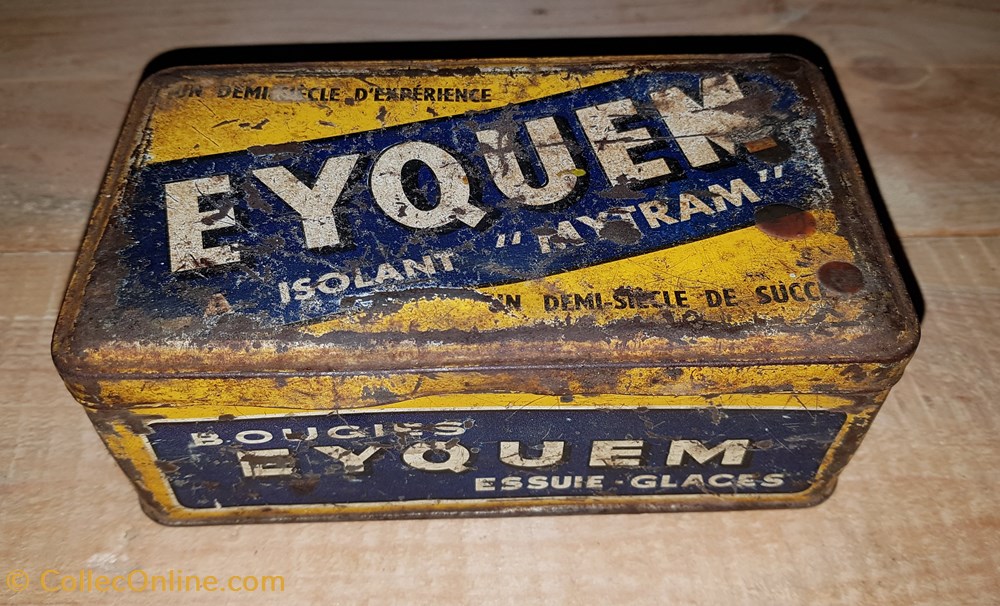 UN DEMI-SIÈCLE D'EXPÉRIENCE
EYQUEM
ISOLANT "MYTRAM"
UN DEMI-SIÈCLE DE SUCCÈS
BOUGIES
EYQUEM
ESSUIE-GLACES
© CollecOnline.com